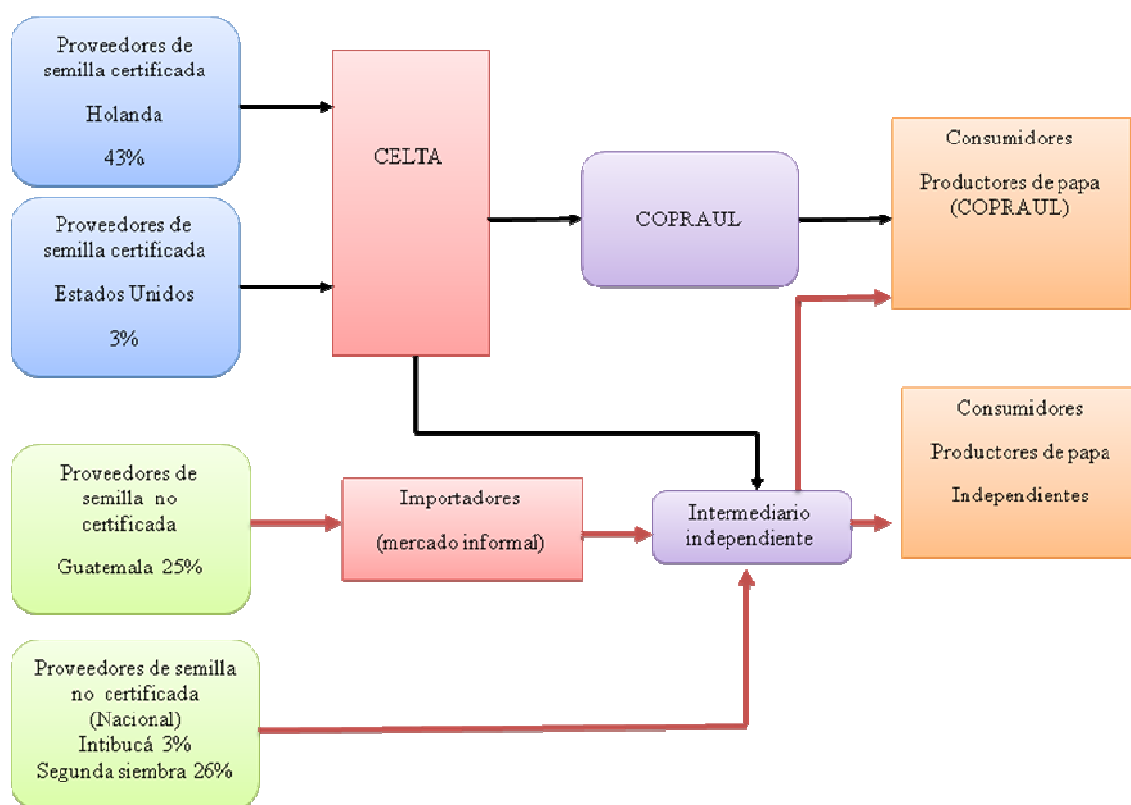 Proveedores de
semilla certificada
Holanda
43%
Proveedores de
semilla certificada
Estados Unidos
3%
CELTA
COPRAUL
Consumidores
Productores de papa
(COPRAUL)
Consumidores
Productores de papa
Independientes
Proveedores de
semilla no
certificada
Guatemala 25%
Importadores
(mercado informal)
Intermediario
independiente
Proveedores de semilla
no certificada
(Nacional)
Intibucá 3%
Segunda siembra 26%